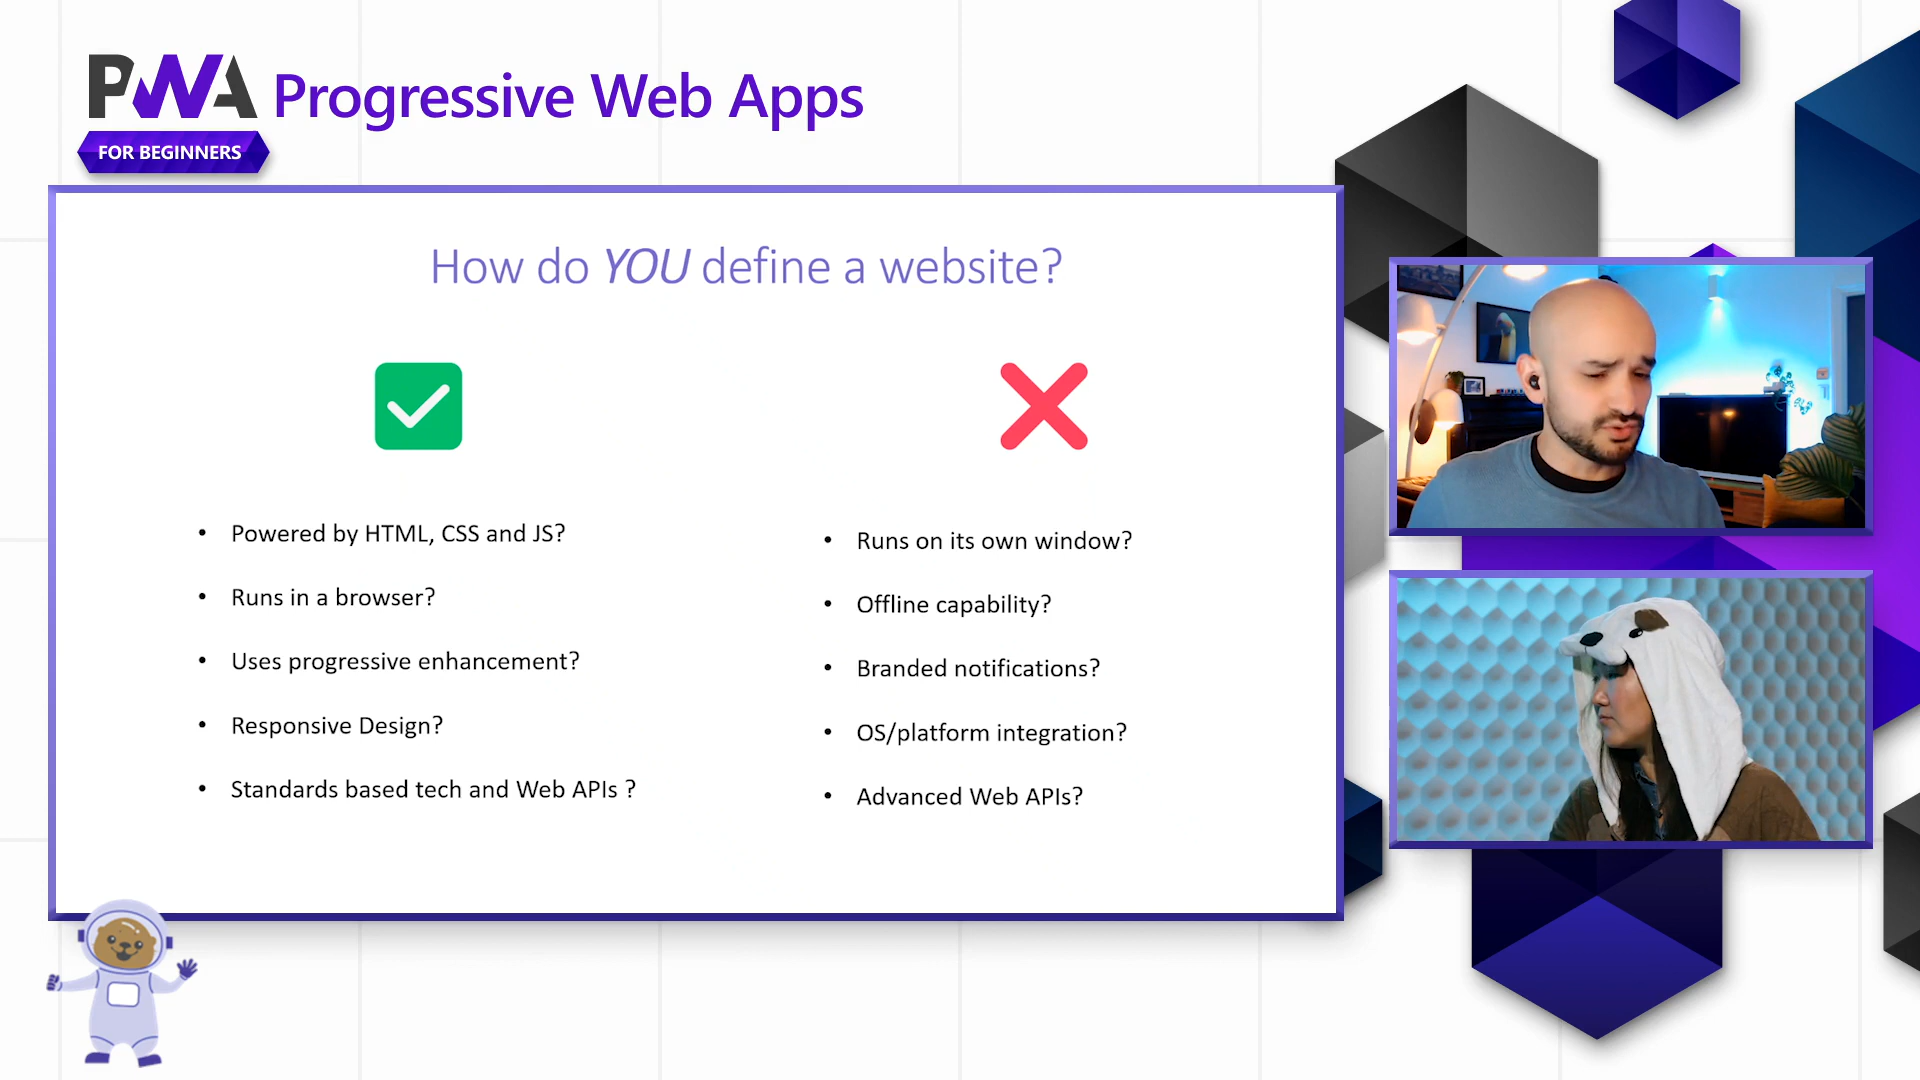 PWA Progressive Web Apps
FOR BEGINNERS
How do YOU define a website?
• Powered by HTML, CSS and JS?
• Runs in a browser?
• Uses progressive enhancement?
• Responsive Design?
• Standards based tech and Web APIs ?
• Runs on its own window?
• Offline capability?
• Branded notifications?
• OS/platform integration?
• Advanced Web APIs?